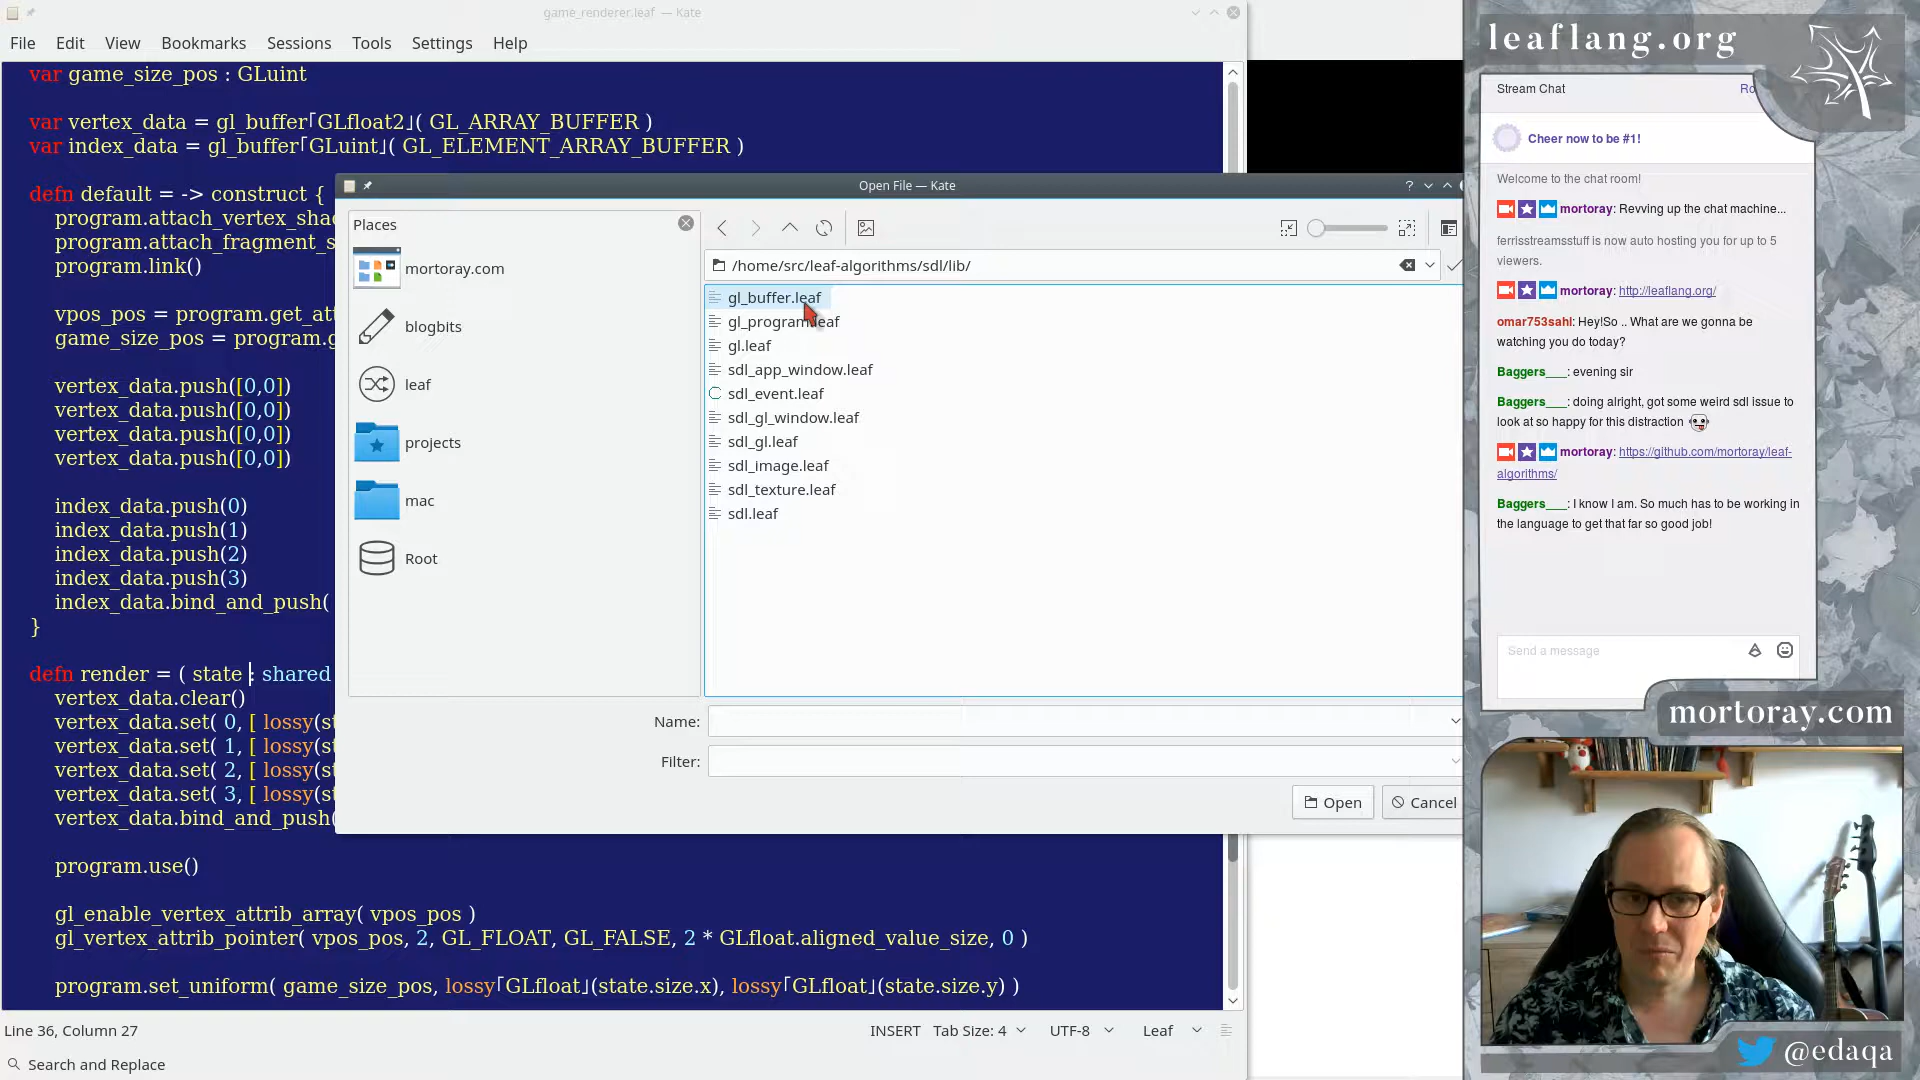 game_renderer.leaf — Kate
File Edit View Bookmarks Sessions Tools Settings Help
var game_size_pos : GLuint
var vertex_data = gl_buffer｢GLfloat2｣( GL_ARRAY_BUFFER )
var index_data = gl_buffer｢GLuint｣( GL_ELEMENT_ARRAY_BUFFER )
defn default = -> construct {
program.attach_vertex_sha
program.attach_fragment_s
program.link()
vpos_pos = program.get_att
game_size_pos = program.g
vertex_data.push([0,0])
vertex_data.push([0,0])
vertex_data.push([0,0])
vertex_data.push([0,0])
index_data.push(0)
index_data.push(1)
index_data.push(2)
index_data.push(3)
index_data.bind_and_push(
}
defn render = ( state : shared
vertex_data.clear()
vertex_data.set( 0, [ lossy(st
vertex_data.set( 1, [ lossy(st
vertex_data.set( 2, [ lossy(st
vertex_data.set( 3, [ lossy(st
vertex_data.bind_and_push(
program.use()
gl_enable_vertex_attrib_array( vpos_pos )
gl_vertex_attrib_pointer( vpos_pos, 2, GL_FLOAT, GL_FALSE, 2 * GLfloat.aligned_value_size, 0 )
program.set_uniform( game_size_pos, lossy｢GLfloat｣(state.size.x), lossy｢GLfloat｣(state.size.y) )
Line 36, Column 27
INSERT Tab Size: 4 UTF-8 Leaf
Search and Replace
Open File — Kate
?
Places
mortoray.com
blogbits
leaf
projects
mac
Root
/home/src/leaf-algorithms/sdl/lib/
gl_buffer.leaf
gl_program.leaf
gl.leaf
sdl_app_window.leaf
sdl_event.leaf
sdl_gl_window.leaf
sdl_gl.leaf
sdl_image.leaf
sdl_texture.leaf
sdl.leaf
Name:
Filter:
Open
Cancel
leaflang.org
Stream Chat
Ro
Cheer now to be #1!
Welcome to the chat room!
mortoray: Revving up the chat machine...
ferrisstreamsstuff is now auto hosting you for up to 5
viewers.
mortoray: http://leaflang.org/
omar753sahl: Hey!So .. What are we gonna be
watching you do today?
Baggers___: evening sir
Baggers___: doing alright, got some weird sdl issue to
look at so happy for this distraction
mortoray: https://github.com/mortoray/leaf-
algorithms/
Baggers___: I know I am. So much has to be working in
the language to get that far so good job!
Send a message
mortoray.com
@edaqa